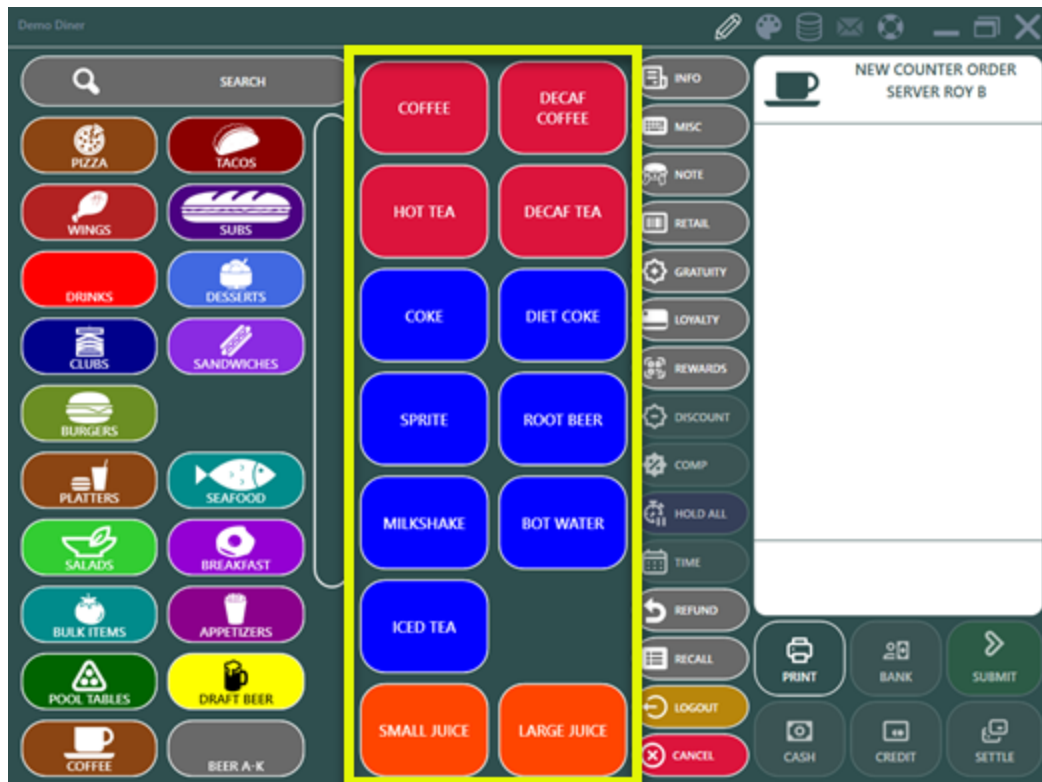 Demo Diner
SEARCH
PIZZA
TACOS
WINGS
SUBS
DRINKS
DESSERTS
CLUBS
SANDWICHES
BURGERS
PLATTERS
SEAFOOD
SALADS
BREAKFAST
BULK ITEMS
APPETIZERS
POOL TABLES
DRAFT BEER
COFFEE
BEER A-K
COFFEE
DECAF
COFFEE
HOT TEA
DECAF TEA
COKE
DIET COKE
SPRITE
ROOT BEER
MILKSHAKE
BOT WATER
ICED TEA
SMALL JUICE
LARGE JUICE
INFO
MISC
NOTE
RETAIL
GRATUITY
LOYALTY
REWARDS
DISCOUNT
COMP
HOLD ALL
TIME
REFUND
RECALL
LOGOUT
CANCEL
NEW COUNTER ORDER
SERVER ROY B
PRINT
BANK
SUBMIT
CASH
CREDIT
SETTLE